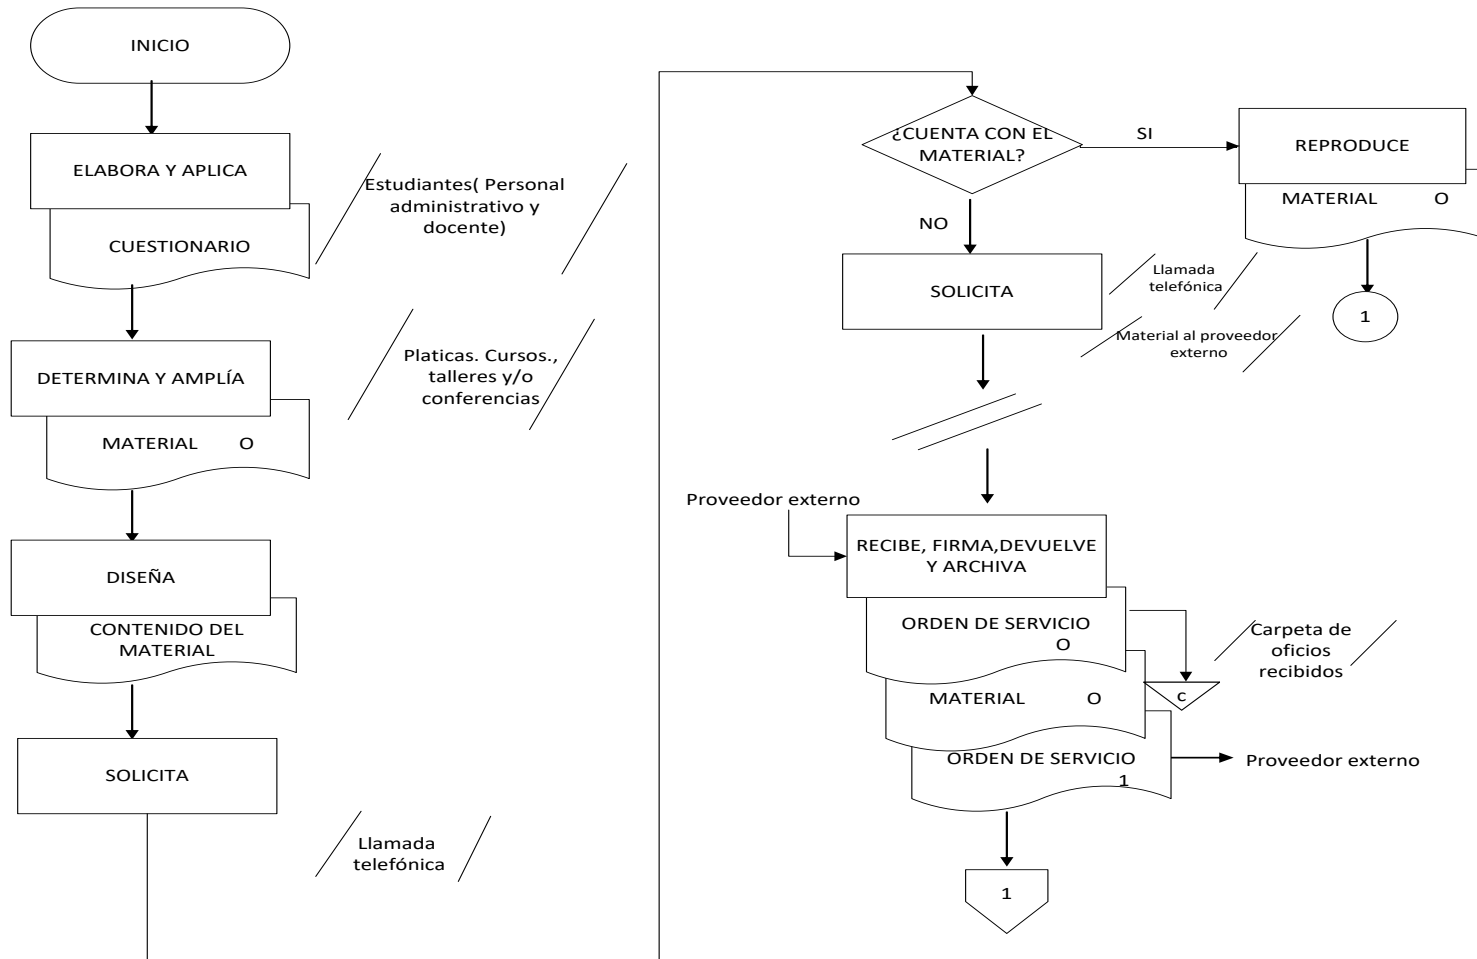 INICIO
ELABORA Y APLICA
CUESTIONARIO
Estudiantes( Personal
administrativo y
docente)
DETERMINA Y AMPLÍA
MATERIAL O
Platicas. Cursos.,
talleres y/o
conferencias
DISEÑA
CONTENIDO DEL
MATERIAL
SOLICITA
Llamada
telefónica
¿CUENTA CON EL
MATERIAL?
SI
REPRODUCE
MATERIAL O
1
NO
SOLICITA
Llamada
telefónica
Material al proveedor
externo
Proveedor externo
RECIBE, FIRMA,DEVUELVE
Y ARCHIVA
ORDEN DE SERVICIO
O
Carpeta de
oficios
recibidos
c
MATERIAL O
ORDEN DE SERVICIO
1
Proveedor externo
1